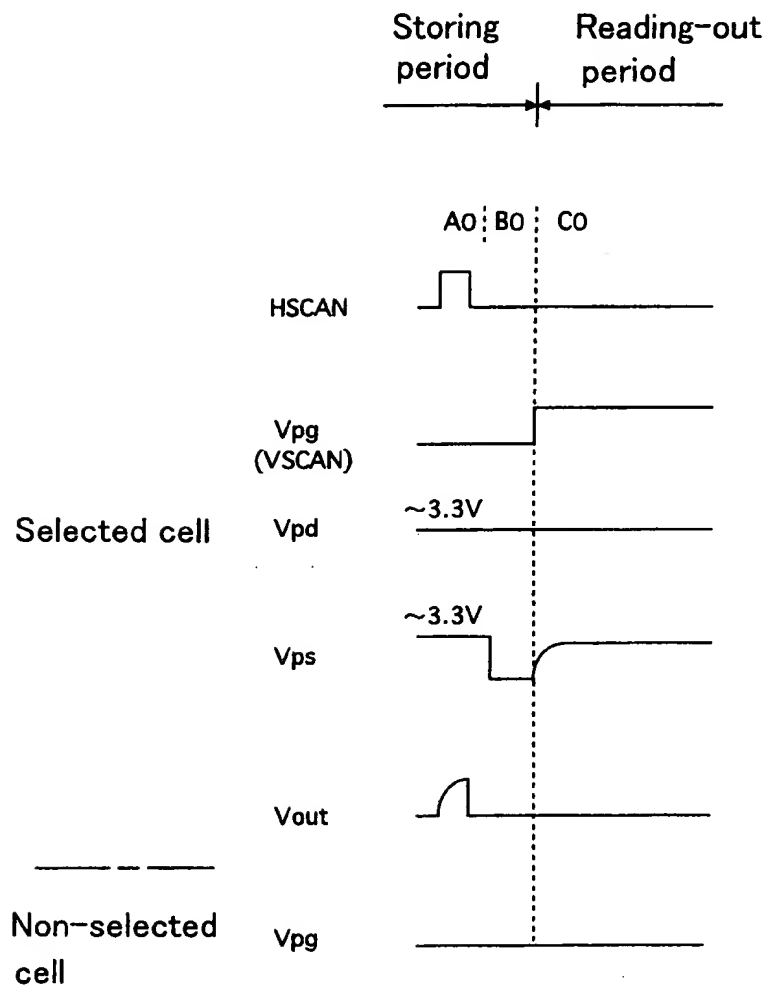 Storing period
Reading-out period
A0 B0 C0
HSCAN
Vpg
(VSCAN)
Selected cell
Vpd
~3.3V
Vps
~3.3V
Vout
Non-selected cell
Vpg